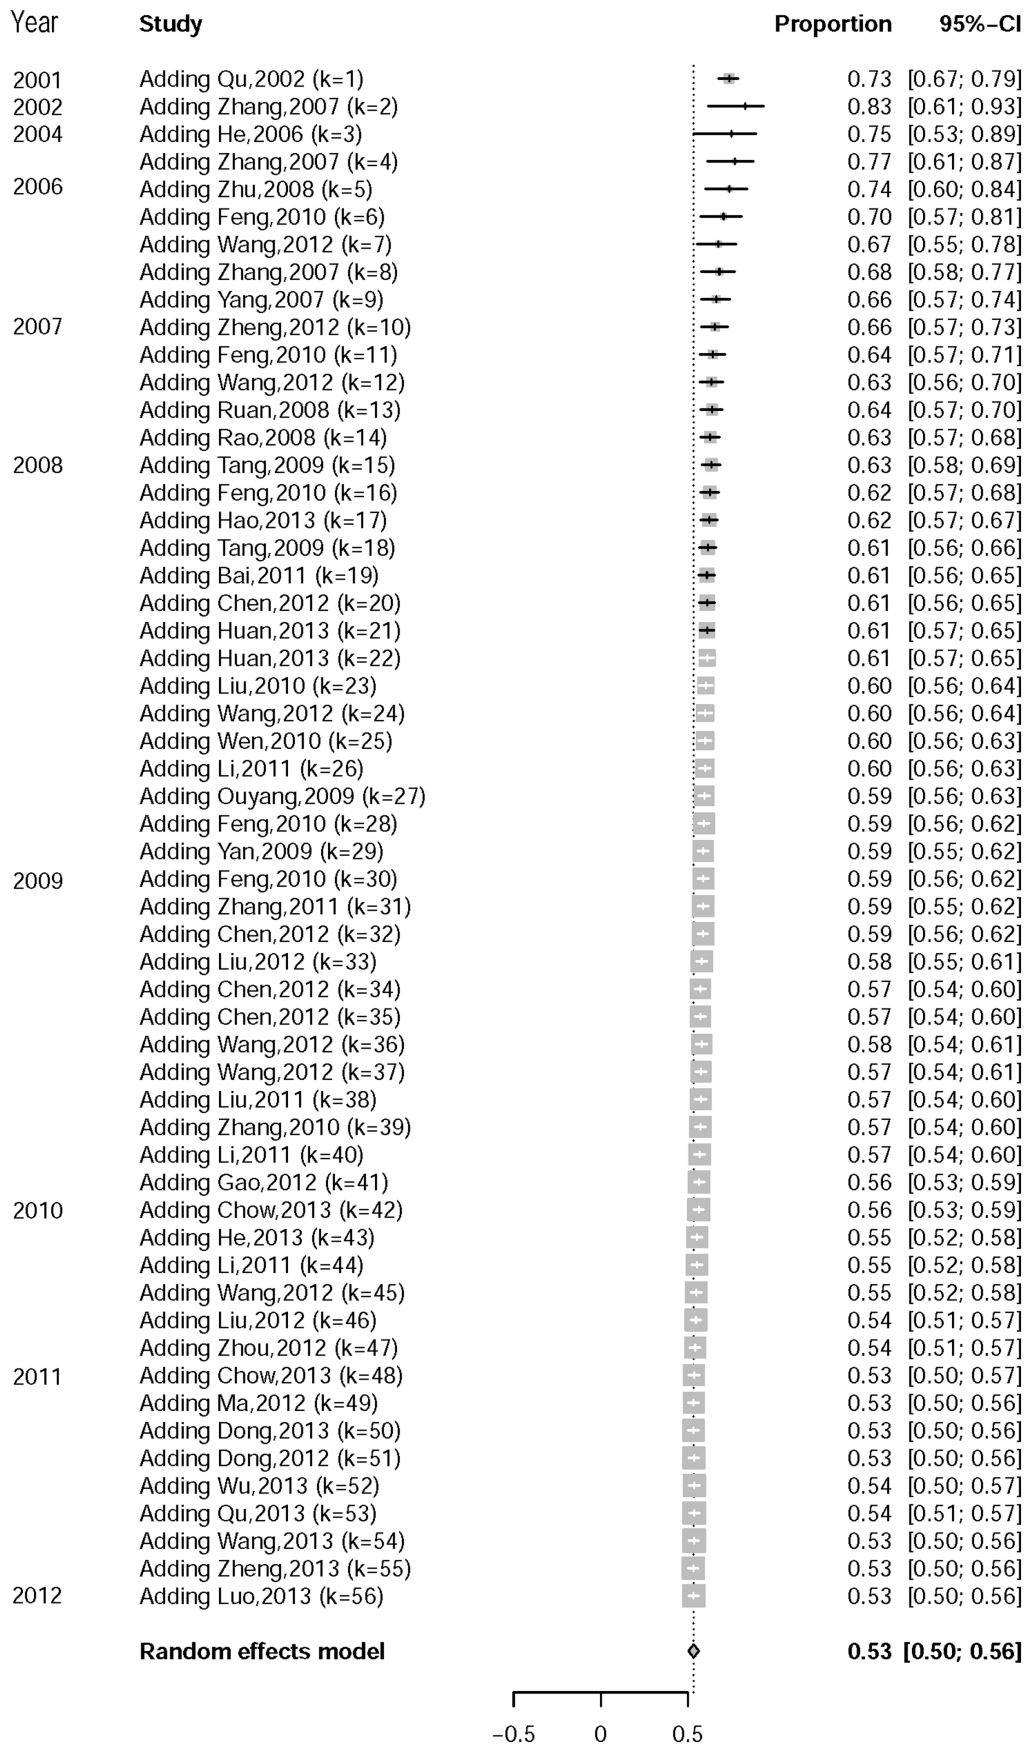 Year Study Proportion 95%−CI
2001 Adding Qu,2002 (k=1) 0.73 [0.67; 0.79]
2002 Adding Zhang,2007 (k=2) 0.83 [0.61; 0.93]
2004 Adding He,2006 (k=3) 0.75 [0.53; 0.89]
Adding Zhang,2007 (k=4) 0.77 [0.61; 0.87]
2006 Adding Zhu,2008 (k=5) 0.74 [0.60; 0.84]
Adding Feng,2010 (k=6) 0.70 [0.57; 0.81]
Adding Wang,2012 (k=7) 0.67 [0.55; 0.78]
Adding Zhang,2007 (k=8) 0.68 [0.58; 0.77]
Adding Yang,2007 (k=9) 0.66 [0.57; 0.74]
2007 Adding Zheng,2012 (k=10) 0.66 [0.57; 0.73]
Adding Feng,2010 (k=11) 0.64 [0.57; 0.71]
Adding Wang,2012 (k=12) 0.63 [0.56; 0.70]
Adding Ruan,2008 (k=13) 0.64 [0.57; 0.70]
Adding Rao,2008 (k=14) 0.63 [0.57; 0.68]
2008 Adding Tang,2009 (k=15) 0.63 [0.58; 0.69]
Adding Feng,2010 (k=16) 0.62 [0.57; 0.68]
Adding Hao,2013 (k=17) 0.62 [0.57; 0.67]
Adding Tang,2009 (k=18) 0.61 [0.56; 0.66]
Adding Bai,2011 (k=19) 0.61 [0.56; 0.65]
Adding Chen,2012 (k=20) 0.61 [0.56; 0.65]
Adding Huan,2013 (k=21) 0.61 [0.57; 0.65]
Adding Huan,2013 (k=22) 0.61 [0.57; 0.65]
Adding Liu,2010 (k=23) 0.60 [0.56; 0.64]
Adding Wang,2012 (k=24) 0.60 [0.56; 0.64]
Adding Wen,2010 (k=25) 0.60 [0.56; 0.63]
Adding Li,2011 (k=26) 0.60 [0.56; 0.63]
Adding Ouyang,2009 (k=27) 0.59 [0.56; 0.63]
Adding Feng,2010 (k=28) 0.59 [0.56; 0.62]
Adding Yan,2009 (k=29) 0.59 [0.55; 0.62]
2009 Adding Feng,2010 (k=30) 0.59 [0.56; 0.62]
Adding Zhang,2011 (k=31) 0.59 [0.55; 0.62]
Adding Chen,2012 (k=32) 0.59 [0.56; 0.62]
Adding Liu,2012 (k=33) 0.58 [0.55; 0.61]
Adding Chen,2012 (k=34) 0.57 [0.54; 0.60]
Adding Chen,2012 (k=35) 0.57 [0.54; 0.60]
Adding Wang,2012 (k=36) 0.58 [0.54; 0.61]
Adding Wang,2012 (k=37) 0.57 [0.54; 0.61]
Adding Liu,2011 (k=38) 0.57 [0.54; 0.60]
Adding Zhang,2010 (k=39) 0.57 [0.54; 0.60]
Adding Li,2011 (k=40) 0.57 [0.54; 0.60]
Adding Gao,2012 (k=41) 0.56 [0.53; 0.59]
2010 Adding Chow,2013 (k=42) 0.56 [0.53; 0.59]
Adding He,2013 (k=43) 0.55 [0.52; 0.58]
Adding Li,2011 (k=44) 0.55 [0.52; 0.58]
Adding Wang,2012 (k=45) 0.55 [0.52; 0.58]
Adding Liu,2012 (k=46) 0.54 [0.51; 0.57]
Adding Zhou,2012 (k=47) 0.54 [0.51; 0.57]
2011 Adding Chow,2013 (k=48) 0.53 [0.50; 0.57]
Adding Ma,2012 (k=49) 0.53 [0.50; 0.56]
Adding Dong,2013 (k=50) 0.53 [0.50; 0.56]
Adding Dong,2012 (k=51) 0.53 [0.50; 0.56]
Adding Wu,2013 (k=52) 0.54 [0.50; 0.57]
Adding Qu,2013 (k=53) 0.54 [0.51; 0.57]
Adding Wang,2013 (k=54) 0.53 [0.50; 0.56]
Adding Zheng,2013 (k=55) 0.53 [0.50; 0.56]
2012 Adding Luo,2013 (k=56) 0.53 [0.50; 0.56]
Random effects model 0.53 [0.50; 0.56]
−0.5 0 0.5